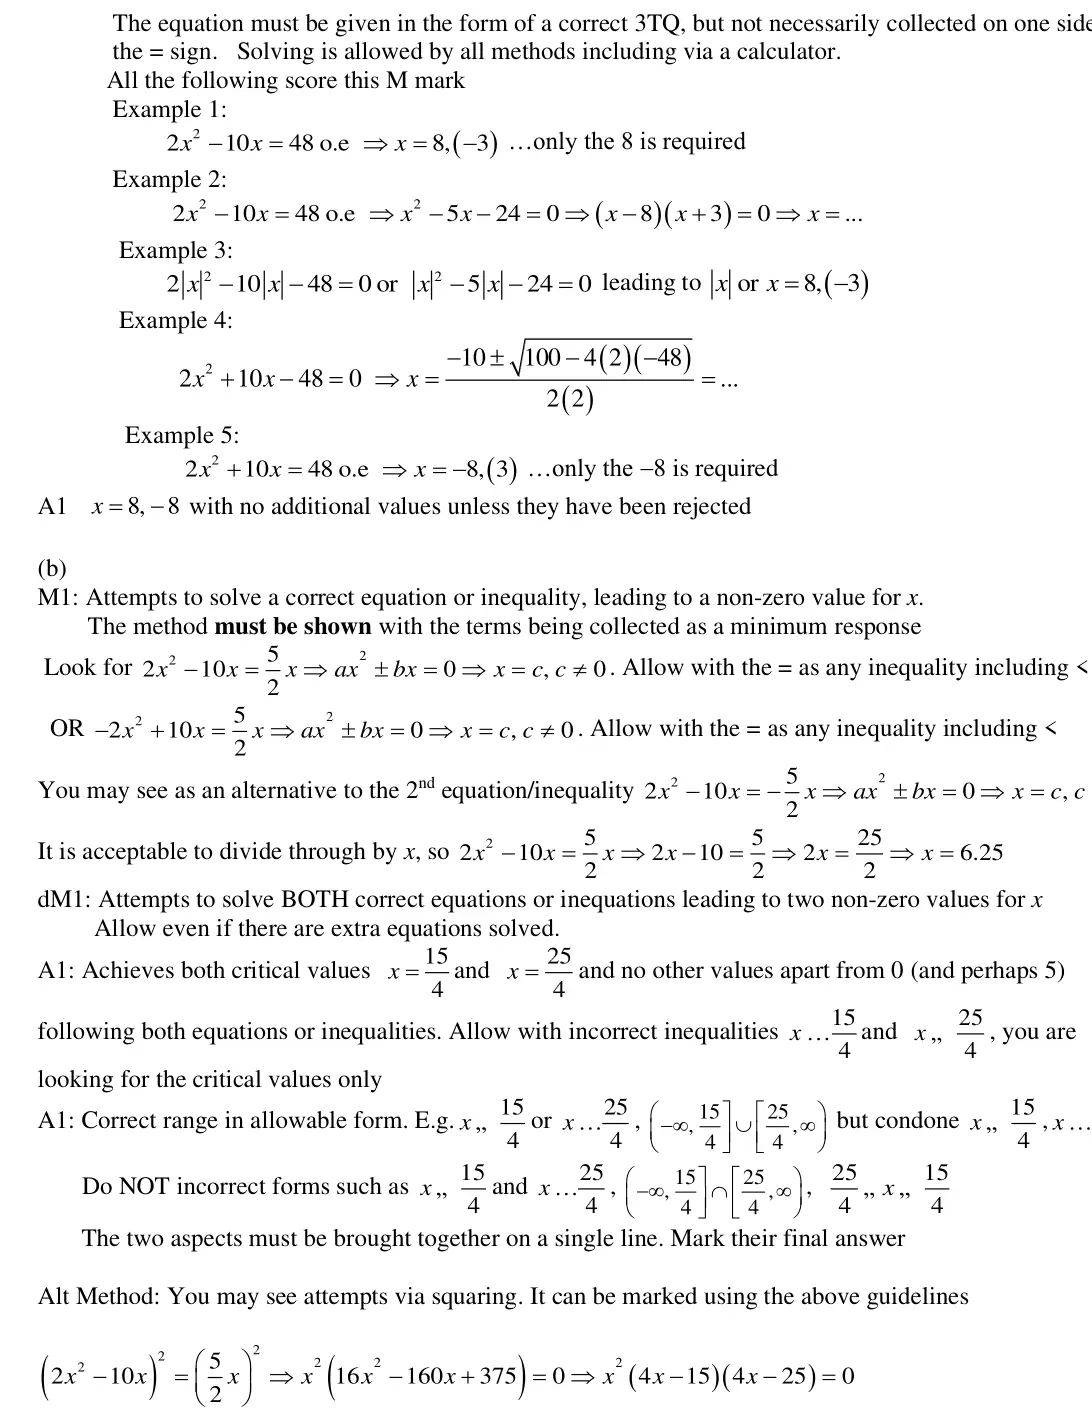 The equation must be given in the form of a correct 3TQ, but not necessarily collected on one side
the = sign. Solving is allowed by all methods including via a calculator.
All the following score this M mark
Example 1:
2x² − 10x = 48 o.e ⇒ x = 8, (−3) …only the 8 is required
Example 2:
2x² − 10x = 48 o.e ⇒ x² − 5x − 24 = 0 ⇒ (x − 8)(x + 3) = 0 ⇒ x = ...
Example 3:
2|x|² − 10|x| − 48 = 0 or |x|² − 5|x| − 24 = 0 leading to |x| or x = 8, (−3)
Example 4:
2x² + 10x − 48 = 0 ⇒ x = (−10 ± √(100 − 4(2)(−48)))/(2(2)) = ...
Example 5:
2x² + 10x = 48 o.e ⇒ x = −8, (3) …only the −8 is required
A1 x = 8, −8 with no additional values unless they have been rejected
(b)
M1: Attempts to solve a correct equation or inequality, leading to a non-zero value for x.
The method must be shown with the terms being collected as a minimum response
Look for 2x² − 10x = 5/2 x ⇒ ax² ± bx = 0 ⇒ x = c, c ≠ 0. Allow with the = as any inequality including <
OR −2x² + 10x = 5/2 x ⇒ ax² ± bx = 0 ⇒ x = c, c ≠ 0. Allow with the = as any inequality including <
You may see as an alternative to the 2nd equation/inequality 2x² − 10x = −5/2 x ⇒ ax² ± bx = 0 ⇒ x = c, c
It is acceptable to divide through by x, so 2x² − 10x = 5/2 x ⇒ 2x − 10 = 5/2 ⇒ 2x = 25/2 ⇒ x = 6.25
dM1: Attempts to solve BOTH correct equations or inequations leading to two non-zero values for x
Allow even if there are extra equations solved.
A1: Achieves both critical values x = 15/4 and x = 25/4 and no other values apart from 0 (and perhaps 5)
following both equations or inequalities. Allow with incorrect inequalities x … 15/4 and x ,, 25/4, you are
looking for the critical values only
A1: Correct range in allowable form. E.g. x ,, 15/4 or x … 25/4, (−∞, 15/4] ∪ [25/4, ∞) but condone x ,, 15/4, x …
Do NOT incorrect forms such as x ,, 15/4 and x … 25/4, (−∞, 15/4] ∩ [25/4, ∞), 25/4 ,, x ,, 15/4
The two aspects must be brought together on a single line. Mark their final answer
Alt Method: You may see attempts via squaring. It can be marked using the above guidelines
(2x² − 10x)² = (5/2 x)² ⇒ x²(16x² − 160x + 375) = 0 ⇒ x²(4x − 15)(4x − 25) = 0